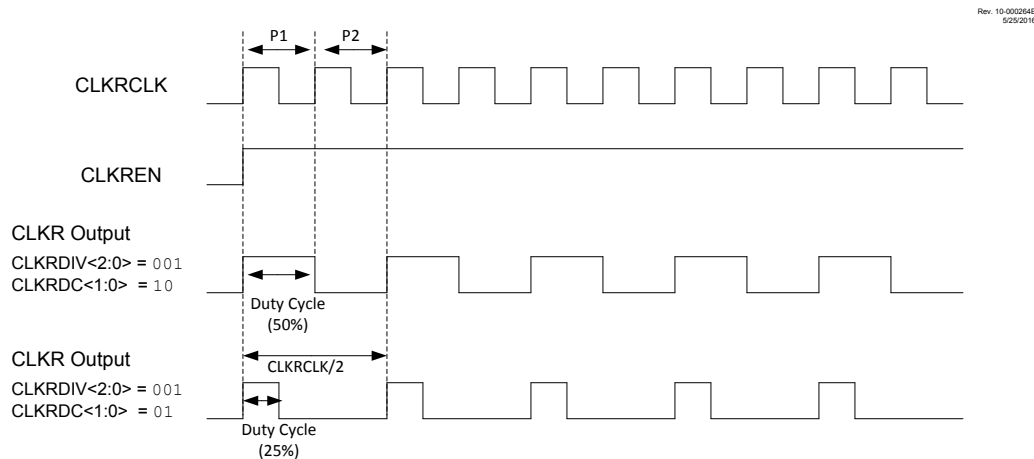 Rev. 10-000264E
5/25/2016
P1 P2
CLKRCLK
CLKREN
CLKR Output
CLKRDIV<2:0> = 001
CLKRDC<1:0> = 10
Duty Cycle
(50%)
CLKR Output
CLKRCLK/2
CLKRDIV<2:0> = 001
CLKRDC<1:0> = 01
Duty Cycle
(25%)